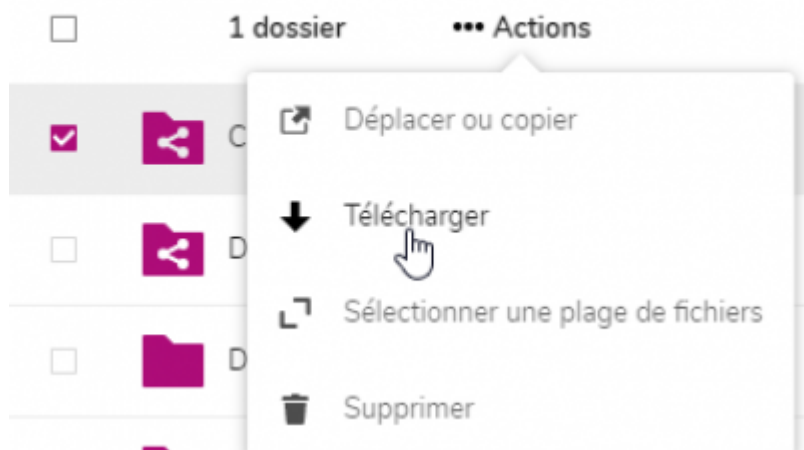 1 dossier ••• Actions
C
Déplacer ou copier
Télécharger
D
Sélectionner une plage de fichiers
D
Supprimer